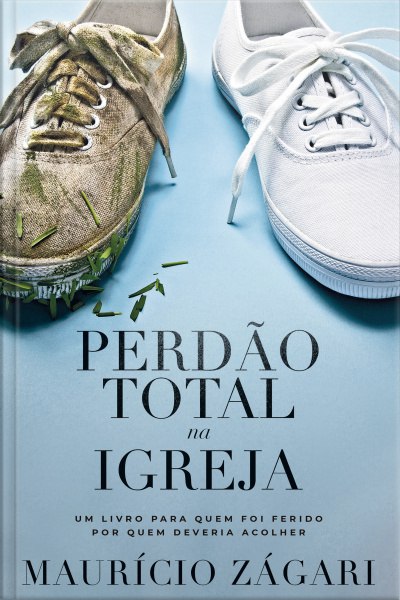 PERDÃO
TOTAL
na
IGREJA
UM LIVRO PARA QUEM FOI FERIDO
POR QUEM DEVERIA ACOLHER
MAURÍCIO ZÁGARI